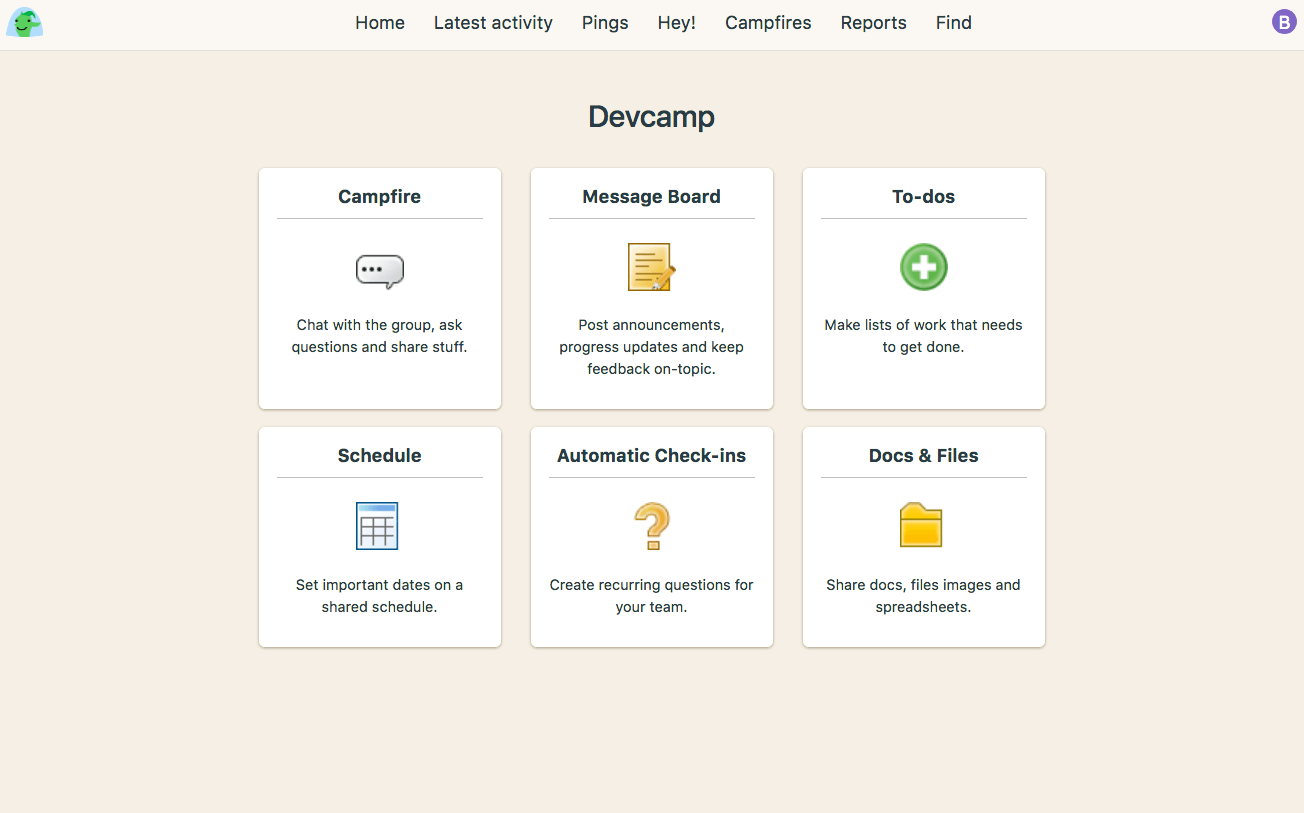 Home Latest activity Pings Hey! Campfires Reports Find B
Devcamp
Campfire
Chat with the group, ask
questions and share stuff.
Message Board
Post announcements,
progress updates and keep
feedback on-topic.
To-dos
Make lists of work that needs
to get done.
Schedule
Set important dates on a
shared schedule.
Automatic Check-ins
Create recurring questions for
your team.
Docs & Files
Share docs, files images and
spreadsheets.